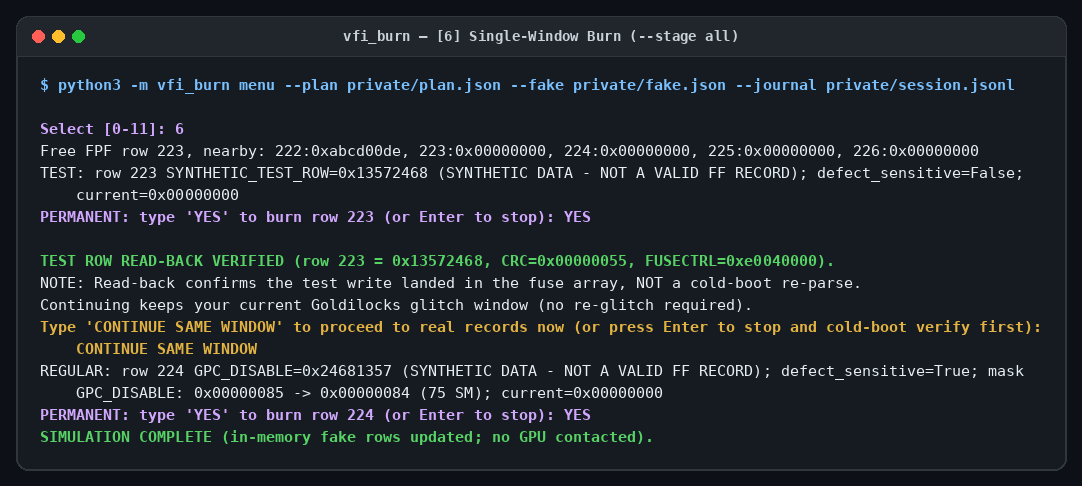 vfi_burn — [6] Single-Window Burn (--stage all)
$ python3 -m vfi_burn menu --plan private/plan.json --fake private/fake.json --journal private/session.jsonl
Select [0-11]: 6
Free FPF row 223, nearby: 222:0xabcd00de, 223:0x00000000, 224:0x00000000, 225:0x00000000, 226:0x00000000
TEST: row 223 SYNTHETIC_TEST_ROW=0x13572468 (SYNTHETIC DATA - NOT A VALID FF RECORD); defect_sensitive=False;
current=0x00000000
PERMANENT: type 'YES' to burn row 223 (or Enter to stop): YES
TEST ROW READ-BACK VERIFIED (row 223 = 0x13572468, CRC=0x00000055, FUSECTRL=0xe0040000).
NOTE: Read-back confirms the test write landed in the fuse array, NOT a cold-boot re-parse.
Continuing keeps your current Goldilocks glitch window (no re-glitch required).
Type 'CONTINUE SAME WINDOW' to proceed to real records now (or press Enter to stop and cold-boot verify first):
CONTINUE SAME WINDOW
REGULAR: row 224 GPC_DISABLE=0x24681357 (SYNTHETIC DATA - NOT A VALID FF RECORD); defect_sensitive=True; mask
GPC_DISABLE: 0x00000085 -> 0x00000084 (75 SM); current=0x00000000
PERMANENT: type 'YES' to burn row 224 (or Enter to stop): YES
SIMULATION COMPLETE (in-memory fake rows updated; no GPU contacted).